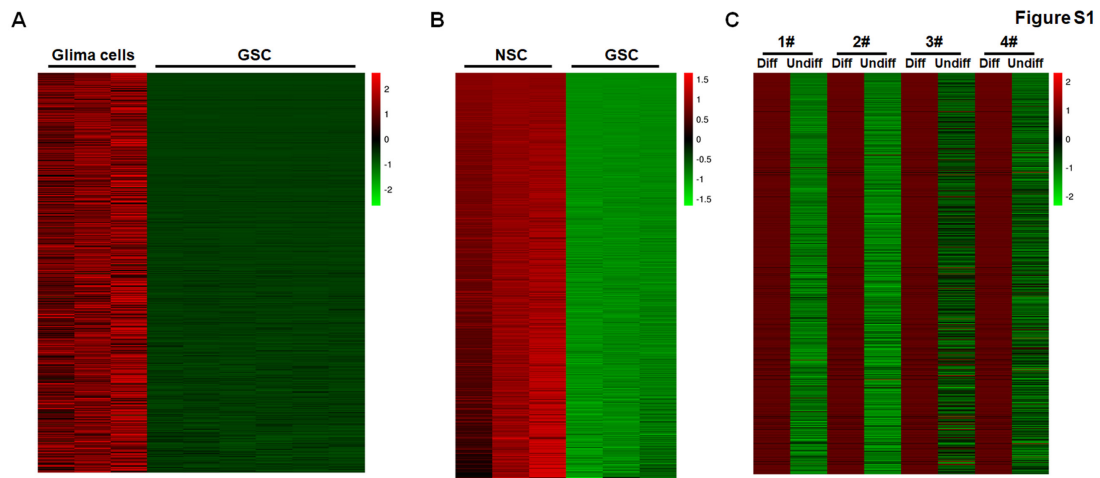 Figure S1
A
Glima cells GSC
2
1
0
-1
-2
B
NSC GSC
1.5
1
0.5
0
-0.5
-1
-1.5
C
1# 2# 3# 4#
Diff Undiff Diff Undiff Diff Undiff Diff Undiff
2
1
0
-1
-2